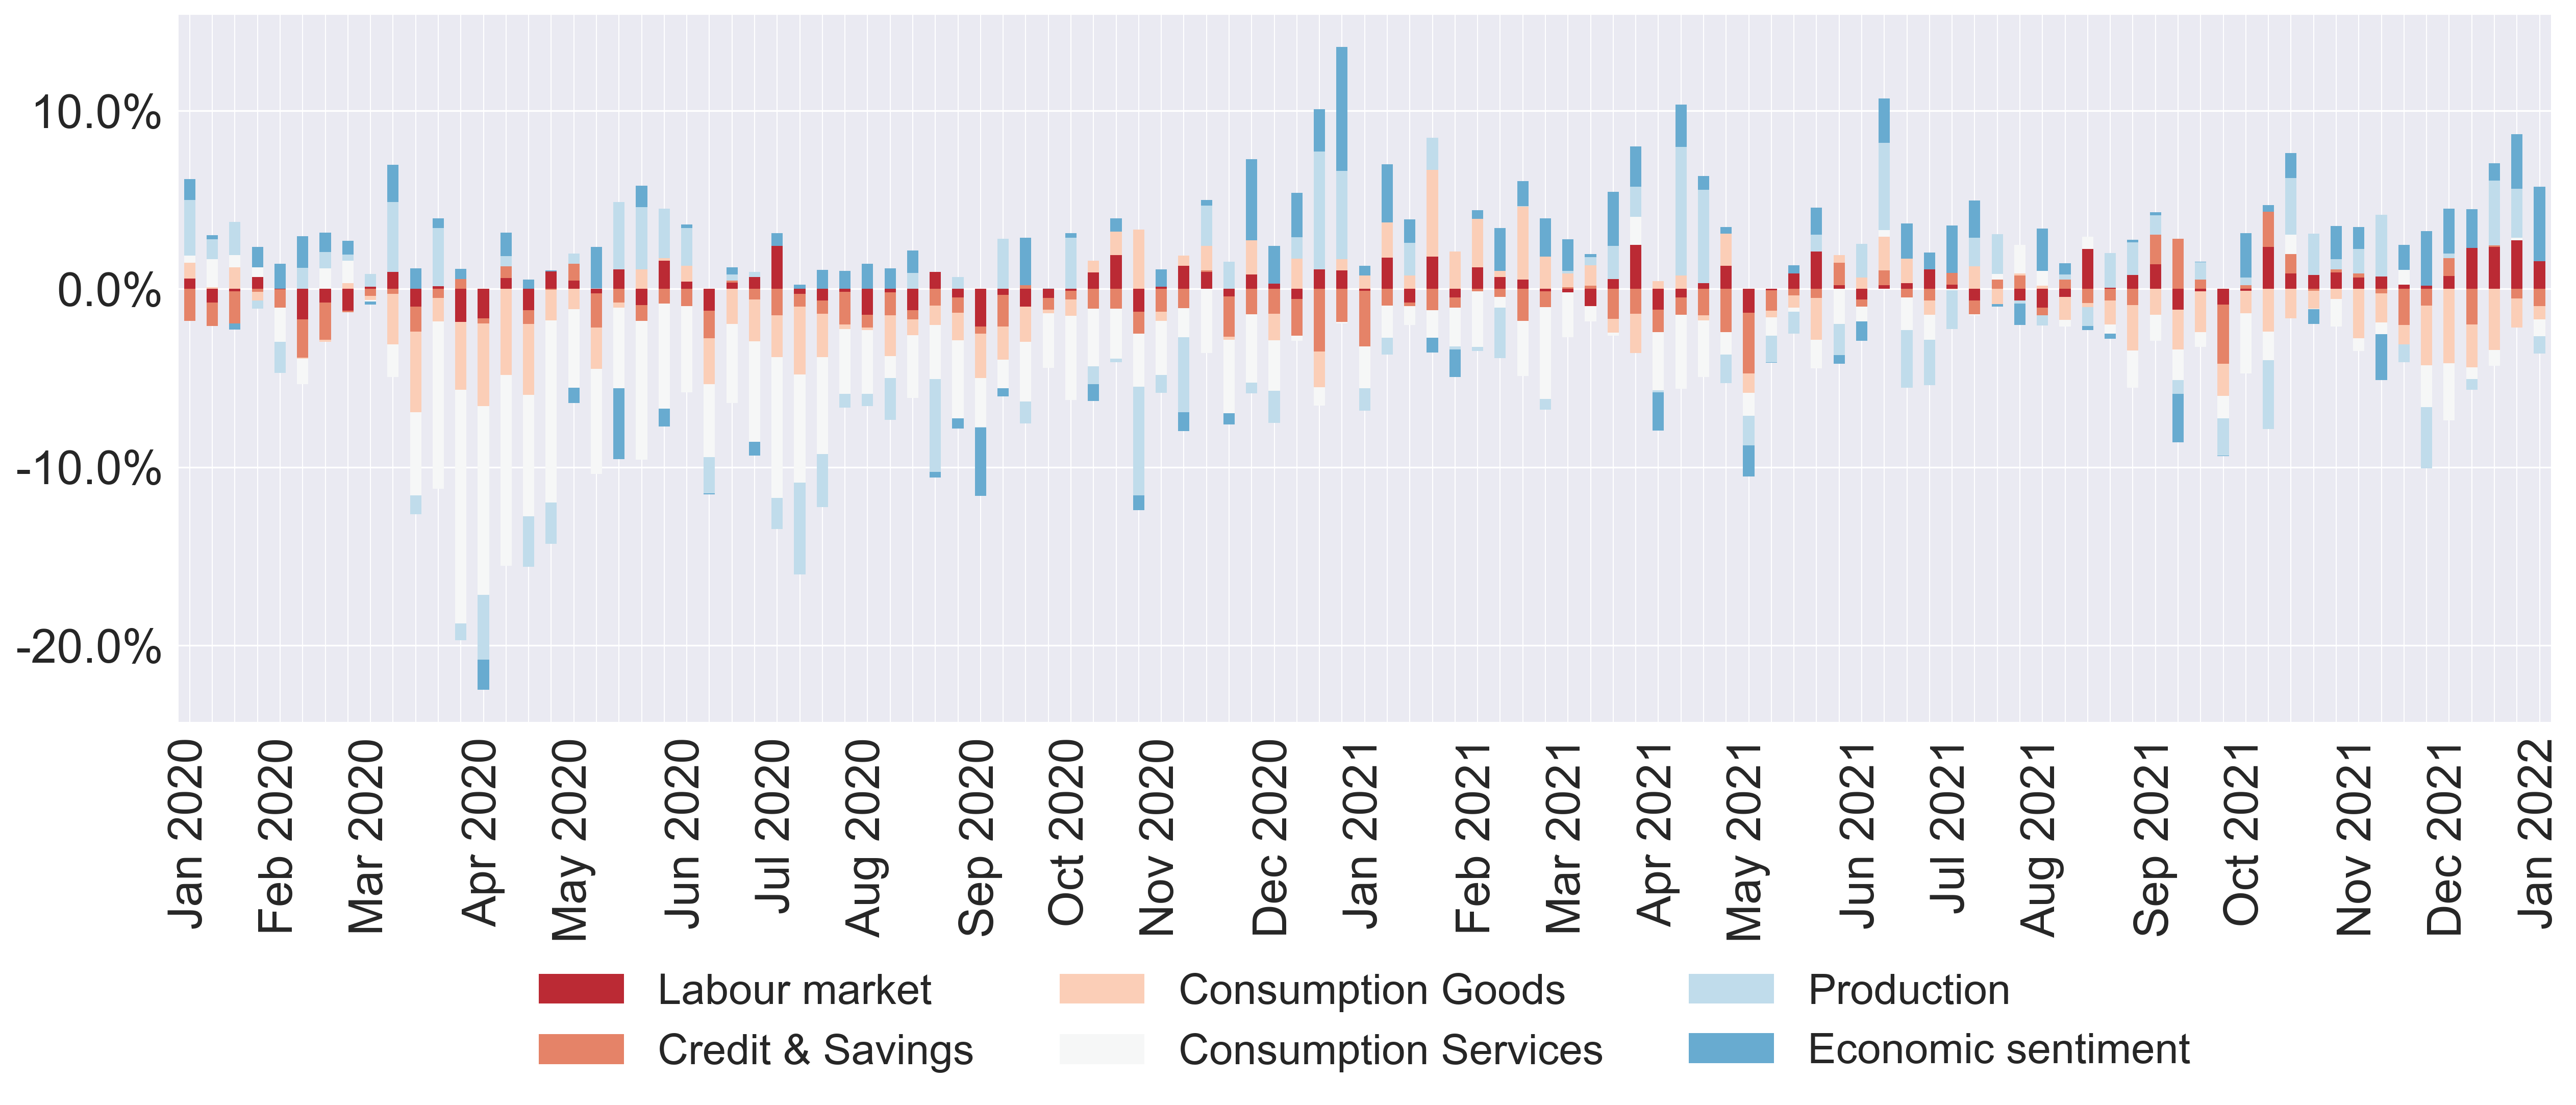 10.0%
0.0%
-10.0%
-20.0%
Jan 2020
Feb 2020
Mar 2020
Apr 2020
May 2020
Jun 2020
Jul 2020
Aug 2020
Sep 2020
Oct 2020
Nov 2020
Dec 2020
Jan 2021
Feb 2021
Mar 2021
Apr 2021
May 2021
Jun 2021
Jul 2021
Aug 2021
Sep 2021
Oct 2021
Nov 2021
Dec 2021
Jan 2022
Labour market
Credit & Savings
Consumption Goods
Consumption Services
Production
Economic sentiment